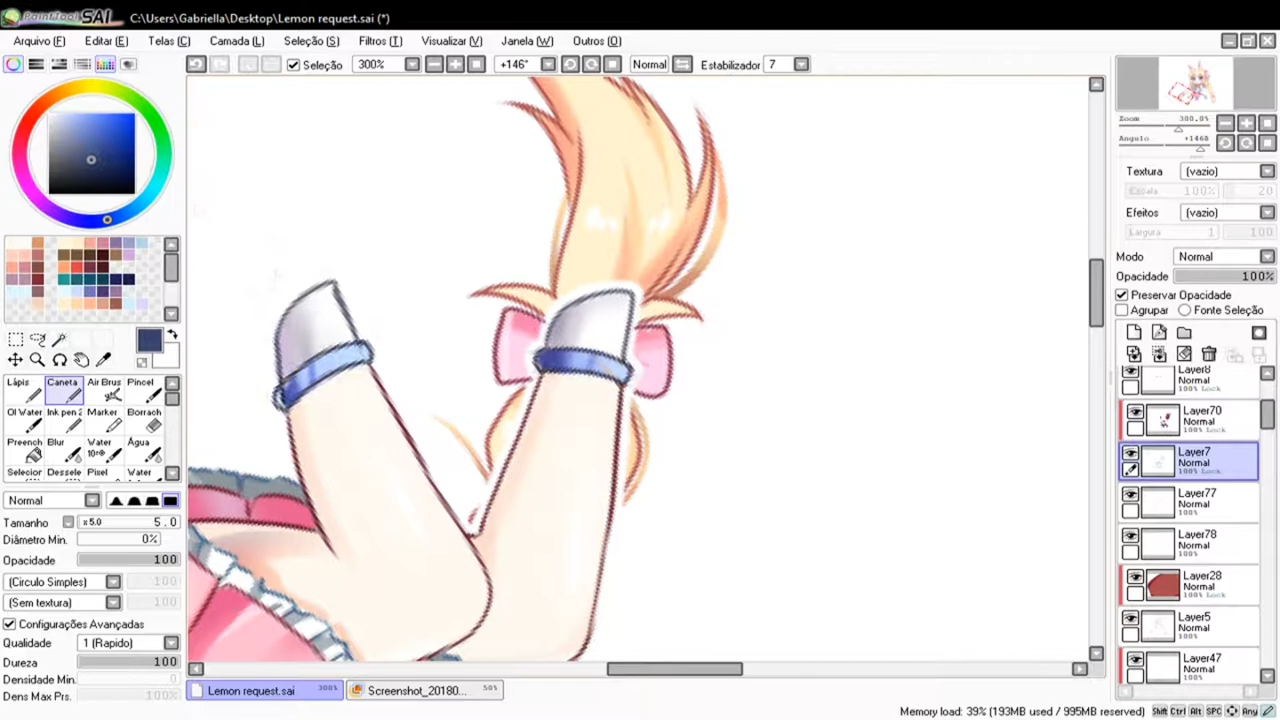 PaintTool SAI C:\Users\Gabriella\Desktop\Lemon request.sai (*)
Arquivo (F) Editar (E) Telas (C) Camada (L) Seleção (S) Filtros (T) Visualizar (V) Janela (W) Outros (O)
Seleção 300% +146° Normal Estabilizador 7
Zoom 300.0%
Angulo +146ö
Textura (vazio)
Escala 100% 20
Efeitos (vazio)
Largura 1 100
Modo Normal
Opacidade 100%
Preservar Opacidade
Agrupar Fonte Seleção
Layer8
Normal
100% Lock
Layer70
Normal
100% Lock
Layer7
Normal
100% Lock
Layer77
Normal
100%
Layer78
Normal
100%
Layer28
Normal
100% Lock
Layer5
Normal
100% Lock
Layer47
Normal
Lápis Caneta Air Brus Pincel
Ol Water Ink pen 2 Marker Borrach
Preench Blur Water Água
Selecior Dessele Pixel Water
Normal
Tamanho x 5.0 5.0
Diâmetro Min. 0%
Opacidade 100
(Circulo Simples) 100
(Sem textura) 100
Configurações Avançadas
Qualidade 1 (Rapido)
Dureza 100
Densidade Min. 0
Dens Max Prs. 100%
Lemon request.sai 300% Screenshot_20180... 50%
Memory load: 39% (193MB used / 995MB reserved) Shift Ctrl Alt SPC Any